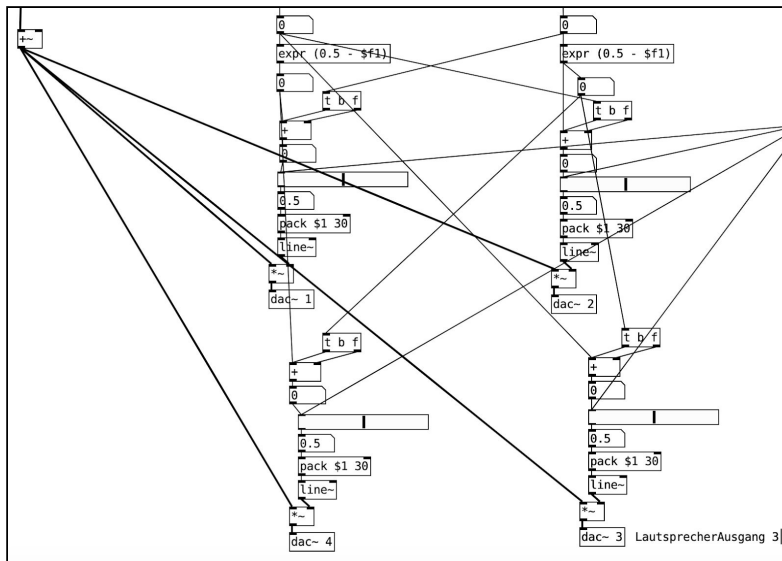 0
0
+~
expr (0.5 - $f1)
expr (0.5 - $f1)
0
0
t b f
t b f
+
+
0
0
0.5
0.5
pack $1 30
pack $1 30
line~
line~
*~
*~
dac~ 1
dac~ 2
t b f
t b f
+
+
0
0
0.5
0.5
pack $1 30
pack $1 30
line~
line~
*~
*~
dac~ 4
dac~ 3 LautsprecherAusgang 3